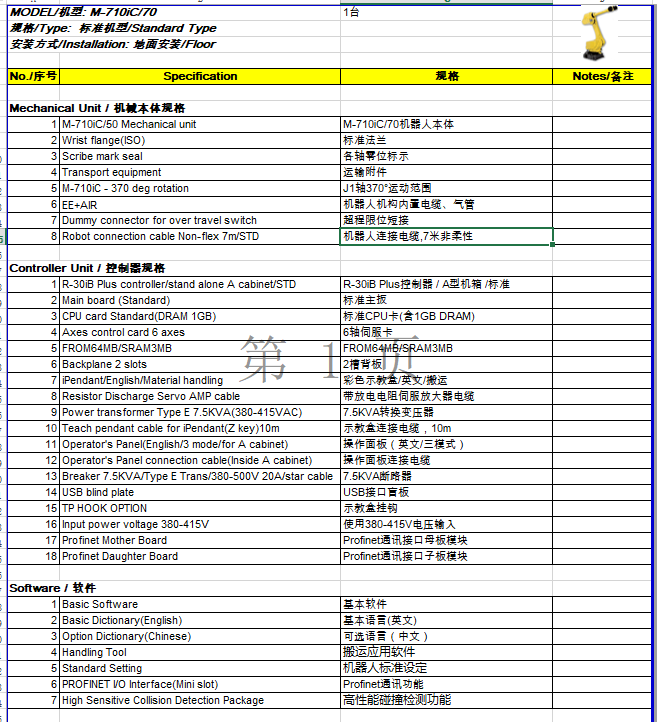 MODEL/机型: M-710iC/70 1台
规格/Type: 标准机型/Standard Type
安装方式/Installation: 地面安装/Floor
No./序号 Specification 规格 Notes/备注
Mechanical Unit / 机械本体规格
1 M-710iC/50 Mechanical unit M-710iC/70机器人本体
2 Wrist flange(ISO) 标准法兰
3 Scribe mark seal 各轴零位标示
4 Transport equipment 运输附件
5 M-710iC - 370 deg rotation J1轴370°运动范围
6 EE+AIR 机器人机构内置电缆、气管
7 Dummy connector for over travel switch 超程限位短接
8 Robot connection cable Non-flex 7m/STD 机器人连接电缆,7米非柔性
Controller Unit / 控制器规格
1 R-30iB Plus controller/stand alone A cabinet/STD R-30iB Plus控制器 / A型机箱 /标准
2 Main board (Standard) 标准主扳
3 CPU card Standard(DRAM 1GB) 标准CPU卡(含1GB DRAM)
4 Axes control card 6 axes 6轴伺服卡
5 FROM64MB/SRAM3MB FROM64MB/SRAM3MB
6 Backplane 2 slots 2槽背板
7 iPendant/English/Material handling 彩色示教盒/英文/搬运
8 Resistor Discharge Servo AMP cable 带放电电阻伺服放大器电缆
9 Power transformer Type E 7.5KVA(380-415VAC) 7.5KVA转换变压器
10 Teach pendant cable for iPendant(Z key)10m 示教盒连接电缆，10m
11 Operator's Panel(English/3 mode/for A cabinet) 操作面板（英文/三模式）
12 Operator's Panel connection cable(Inside A cabinet) 操作面板连接电缆
13 Breaker 7.5KVA/Type E Trans/380-500V 20A/star cable 7.5KVA断路器
14 USB blind plate USB接口盲板
15 TP HOOK OPTION 示教盒挂钩
16 Input power voltage 380-415V 使用380-415V电压输入
17 Profinet Mother Board Profinet通讯接口母板模块
18 Profinet Daughter Board Profinet通讯接口子板模块
第 1 页
Software / 软件
1 Basic Software 基本软件
2 Basic Dictionary(English) 基本语言(英文)
3 Option Dictionary(Chinese) 可选语言（中文）
4 Handling Tool 搬运应用软件
5 Standard Setting 机器人标准设定
6 PROFINET I/O Interface(Mini slot) Profinet通讯功能
7 High Sensitive Collision Detection Package 高性能碰撞检测功能